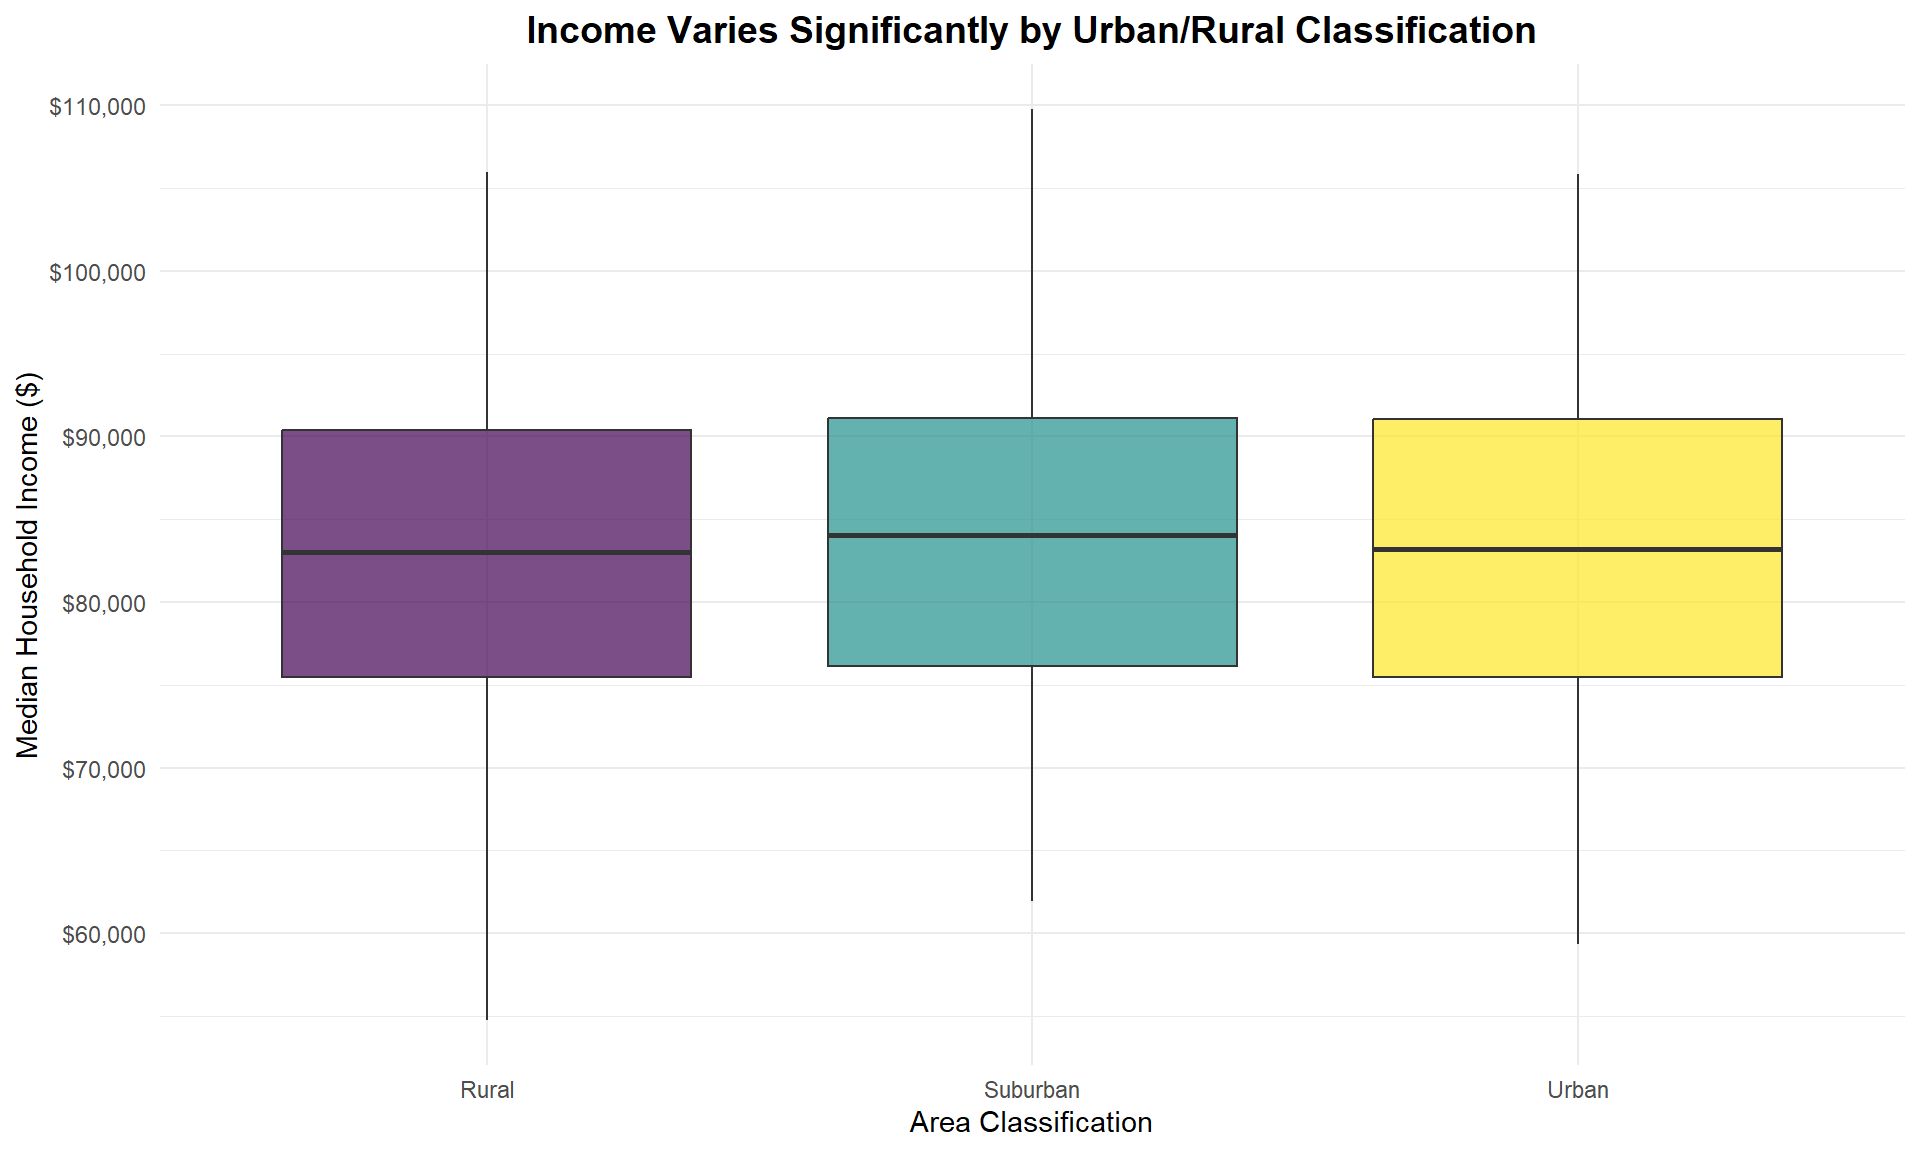 Income Varies Significantly by Urban/Rural Classification
$110,000
$100,000
$90,000
$80,000
$70,000
$60,000
Median Household Income ($)
Rural
Suburban
Urban
Area Classification